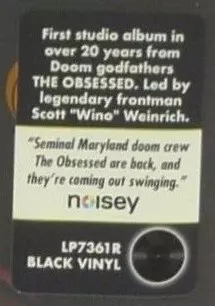 First studio album in
over 20 years from
Doom godfathers
THE OBSESSED. Led by
legendary frontman
Scott "Wino" Weinrich.
"Seminal Maryland doom crew
The Obsessed are back, and
they're coming out swinging."
noisey
LP7361R
BLACK VINYL